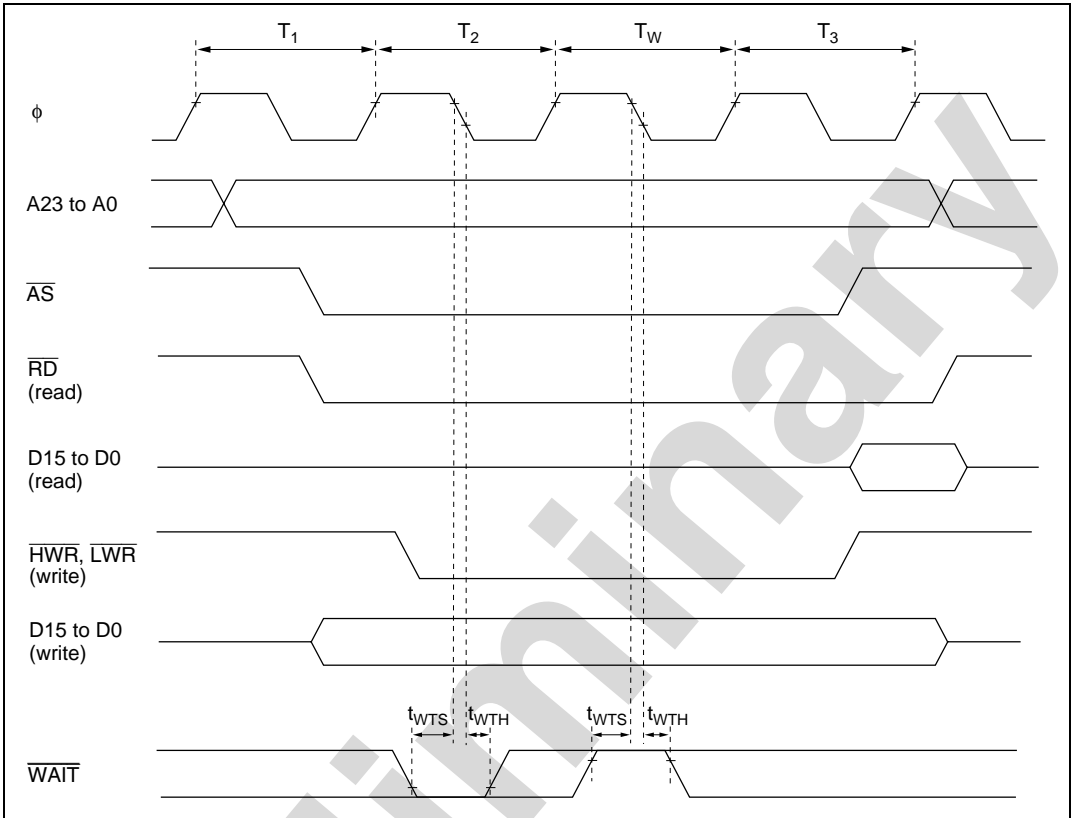 T1 T2 TW T3
ϕ
A23 to A0
AS
RD
(read)
D15 to D0
(read)
HWR, LWR
(write)
D15 to D0
(write)
tWTS tWTH tWTS tWTH
WAIT
liminary